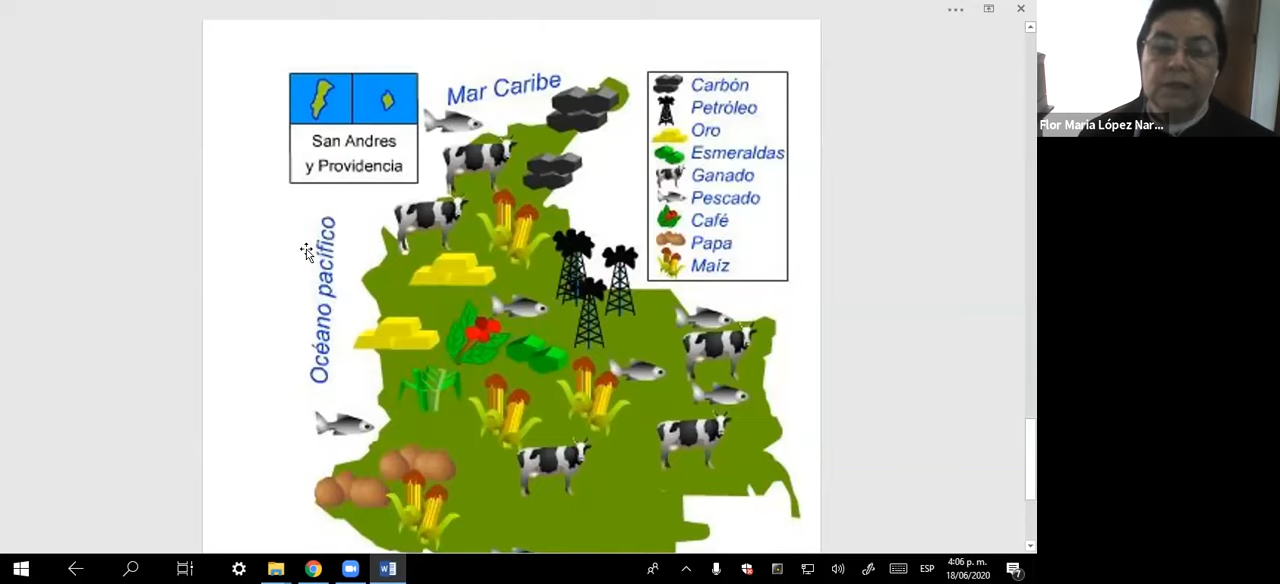 Mar Caribe
San Andres
y Providencia
Océano pacífico
Carbón
Petróleo
Oro
Esmeraldas
Ganado
Pescado
Café
Papa
Maíz
Flor María López Nar...
ESP
4:06 p. m.
18/06/2020